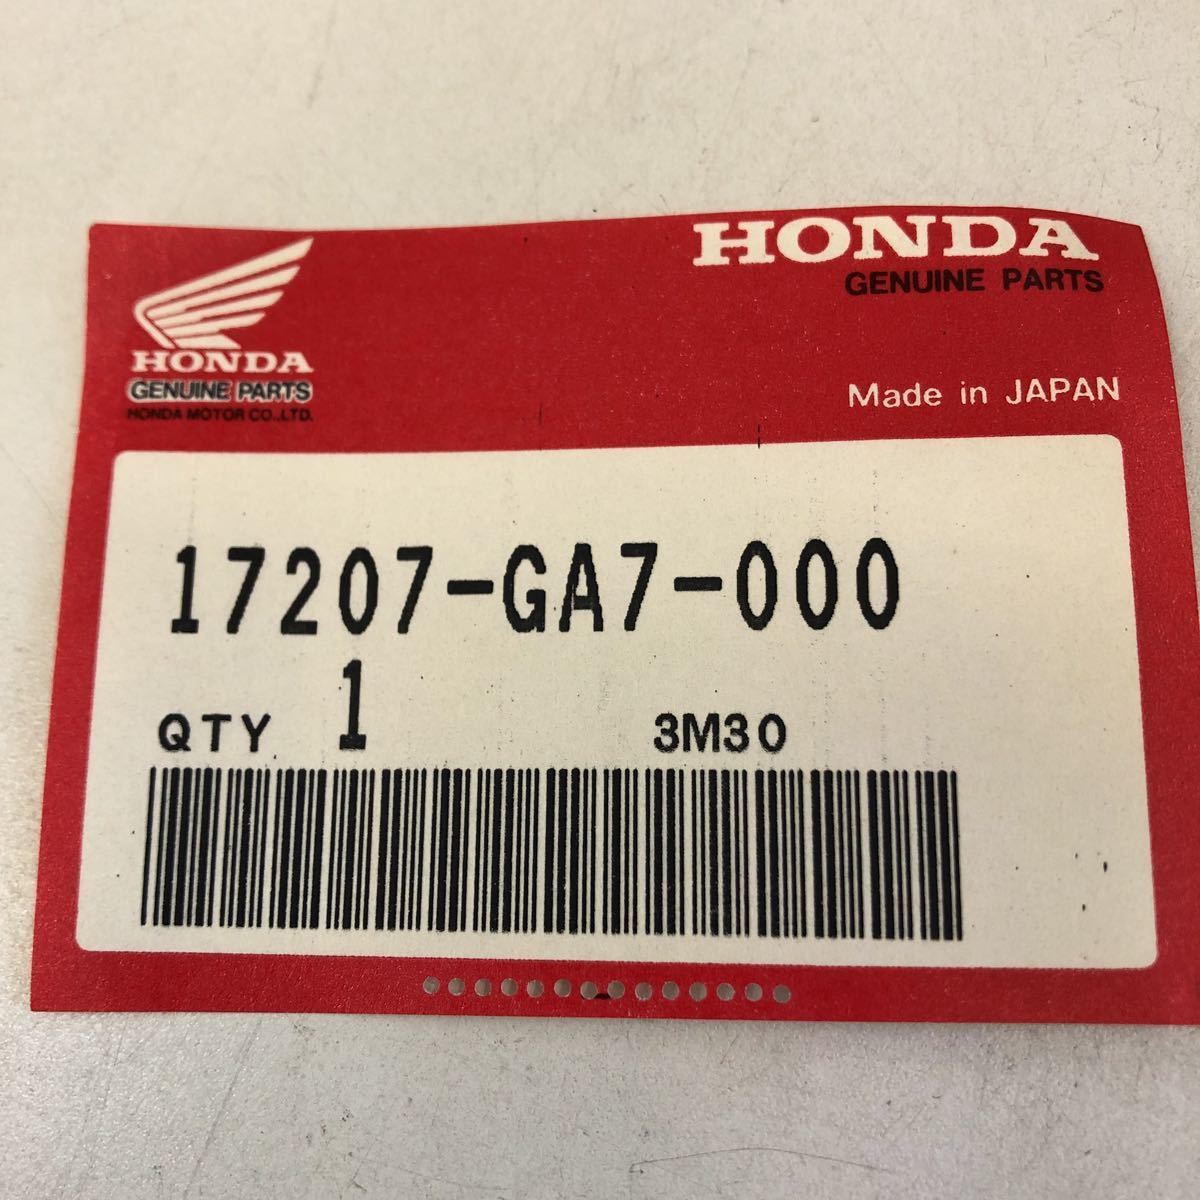 HONDA
GENUINE PARTS
HONDA
GENUINE PARTS
HONDA MOTOR CO.,LTD.
Made in JAPAN
17207-GA7-000
QTY 1 3M30